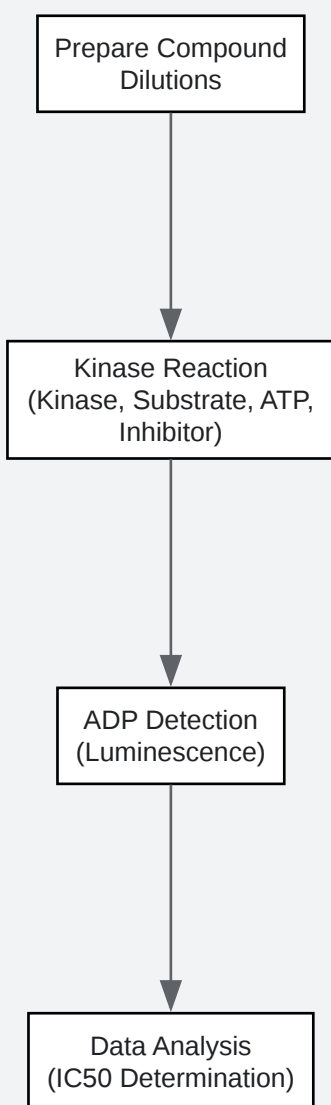 Prepare Compound
Dilutions
Kinase Reaction
(Kinase, Substrate, ATP,
Inhibitor)
ADP Detection
(Luminescence)
Data Analysis
(IC50 Determination)